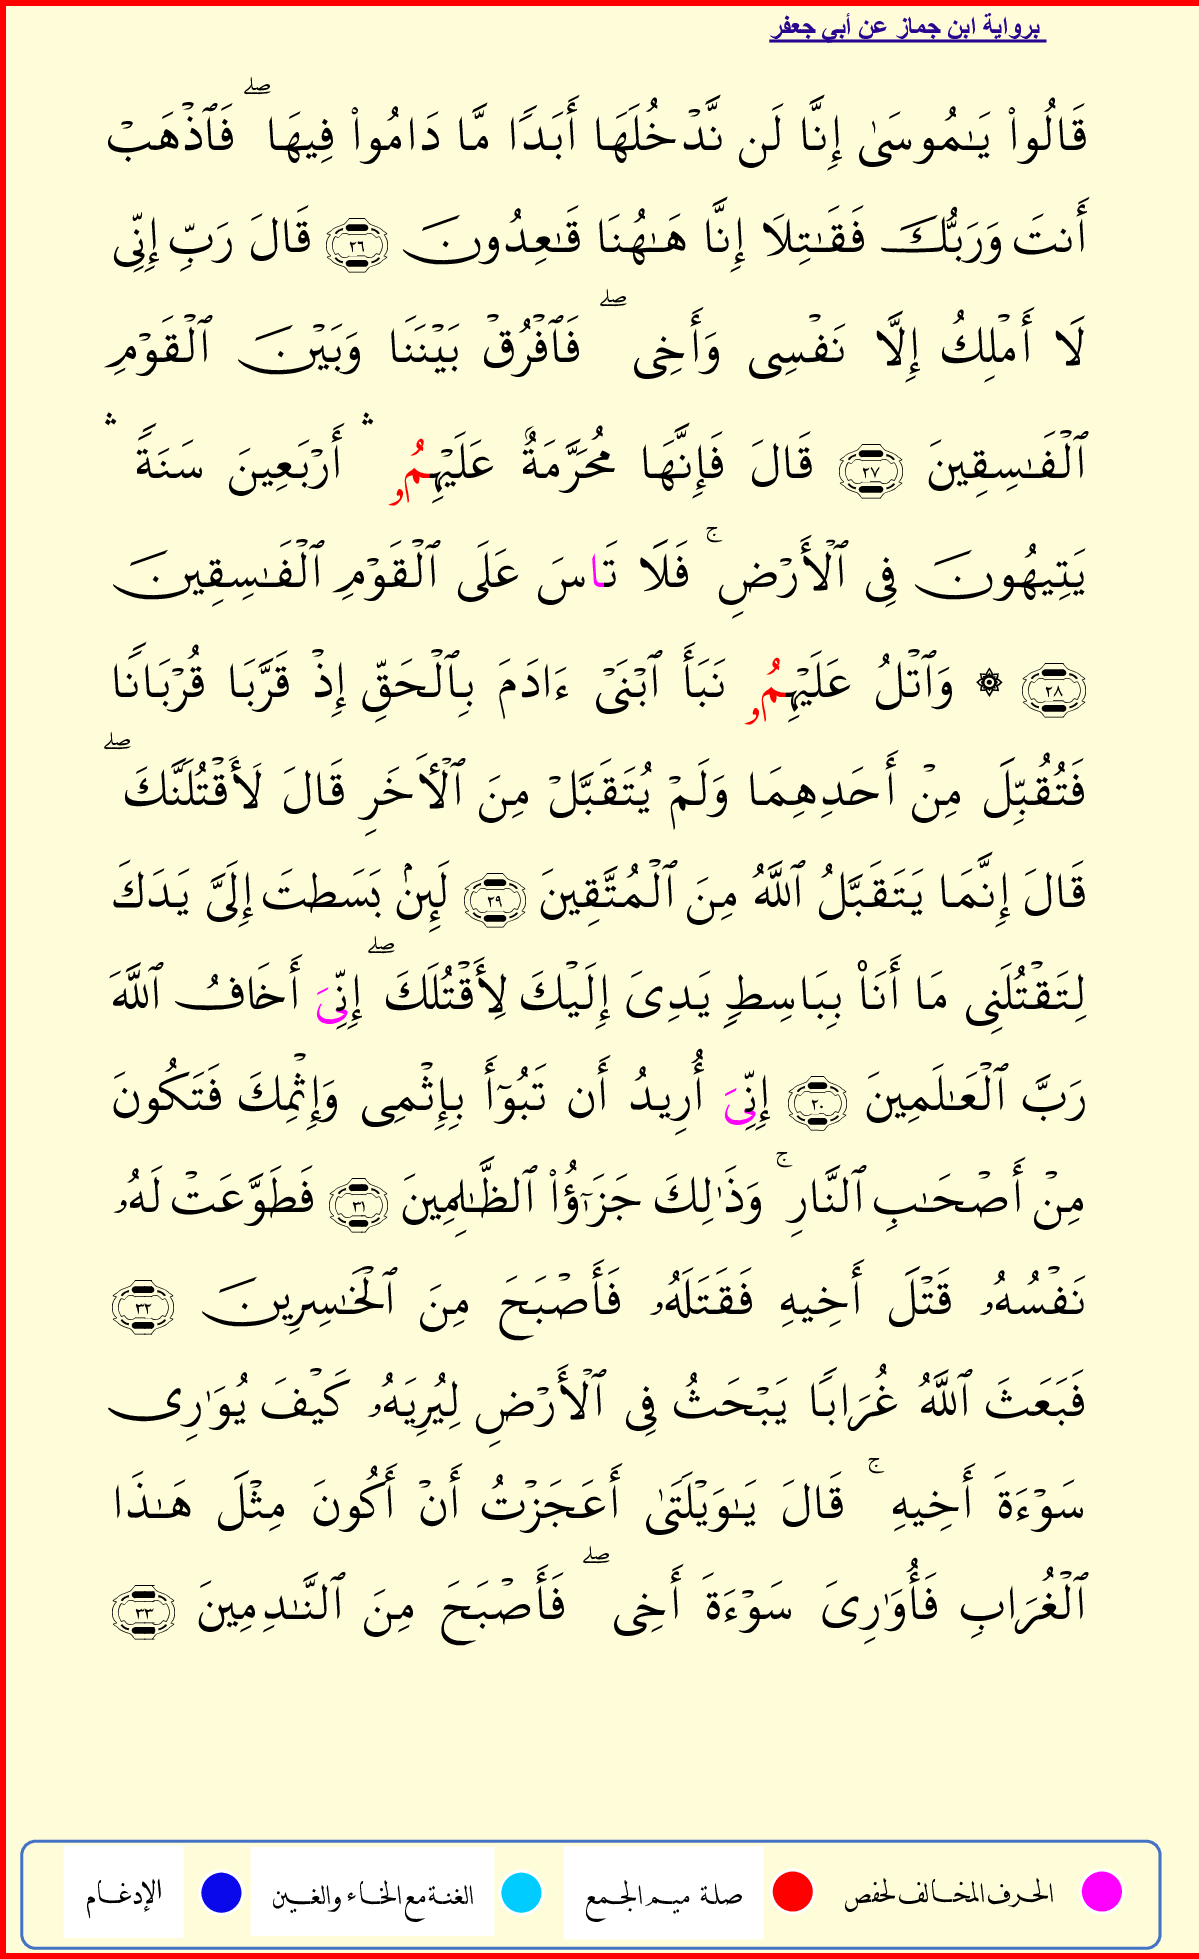 برواية ابن جماز عن أبي جعفر
قَالُوا۟ يَـٰمُوسَىٰٓ إِنَّا لَن نَّدۡخُلَهَا أَبَدࣰا مَّا دَامُوا۟ فِيهَا ۖ فَٱذۡهَبۡ
أَنتَ وَرَبُّكَ فَقَـٰتِلَا إِنَّا هَـٰهُنَا قَـٰعِدُونَ ٢٦ قَالَ رَبِّ إِنِّى
لَا أَمۡلِكُ إِلَّا نَفۡسِى وَأَخِى ۖ فَٱفۡرُقۡ بَيۡنَنَا وَبَيۡنَ ٱلۡقَوۡمِ
ٱلۡفَـٰسِقِينَ ٢٧ قَالَ فَإِنَّهَا مُحَرَّمَةٌ عَلَيۡهِمُۥ ۛ أَرۡبَعِينَ سَنَةࣰ ۛ
يَتِيهُونَ فِى ٱلۡأَرۡضِ ۚ فَلَا تَاسَ عَلَى ٱلۡقَوۡمِ ٱلۡفَـٰسِقِينَ
٢٨ ۞ وَٱتۡلُ عَلَيۡهِمُۥ نَبَأَ ٱبۡنَىۡ ءَادَمَ بِٱلۡحَقِّ إِذۡ قَرَّبَا قُرۡبَانࣰا
فَتُقُبِّلَ مِنۡ أَحَدِهِمَا وَلَمۡ يُتَقَبَّلۡ مِنَ ٱلۡأَخَرِ قَالَ لَأَقۡتُلَنَّكَ ۖ
قَالَ إِنَّمَا يَتَقَبَّلُ ٱللَّهُ مِنَ ٱلۡمُتَّقِينَ ٢٩ لَئِنۢ بَسَطتَ إِلَىَّ يَدَكَ
لِتَقۡتُلَنِى مَا أَنَا۠ بِبَاسِطࣲ يَدِىَ إِلَيۡكَ لِأَقۡتُلَكَ ۖ إِنِّىَ أَخَافُ ٱللَّهَ
رَبَّ ٱلۡعَـٰلَمِينَ ٣٠ إِنِّىَ أُرِيدُ أَن تَبُوٓأَ بِإِثۡمِى وَإِثۡمِكَ فَتَكُونَ
مِنۡ أَصۡحَـٰبِ ٱلنَّارِ ۚ وَذَٰلِكَ جَزَـٰٓؤُا۟ ٱلظَّـٰلِمِينَ ٣١ فَطَوَّعَتۡ لَهُۥ
نَفۡسُهُۥ قَتۡلَ أَخِيهِ فَقَتَلَهُۥ فَأَصۡبَحَ مِنَ ٱلۡخَـٰسِرِينَ ٣٢
فَبَعَثَ ٱللَّهُ غُرَابࣰا يَبۡحَثُ فِى ٱلۡأَرۡضِ لِيُرِيَهُۥ كَيۡفَ يُوَٰرِى
سَوۡءَةَ أَخِيهِ ۚ قَالَ يَـٰوَيۡلَتَىٰ أَعَجَزۡتُ أَنۡ أَكُونَ مِثۡلَ هَـٰذَا
ٱلۡغُرَابِ فَأُوَٰرِىَ سَوۡءَةَ أَخِى ۖ فَأَصۡبَحَ مِنَ ٱلنَّـٰدِمِينَ ٣٣
الحرف المخالف لحفص صلة ميم الجمع الغنة مع الخاء والغين الإدغام